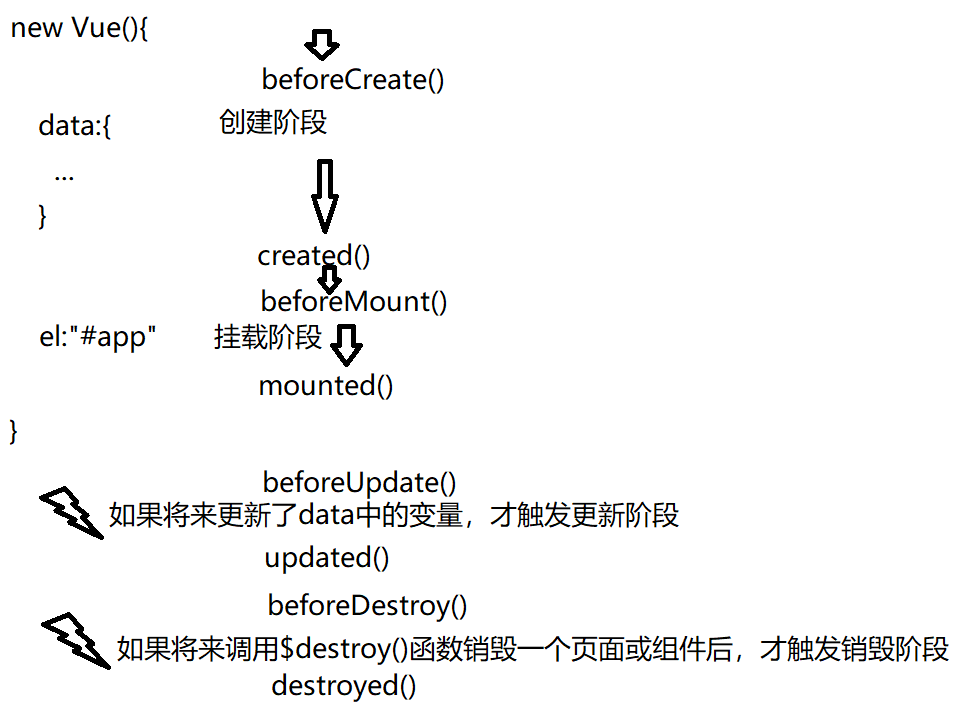 new Vue(){
beforeCreate()
data:{ 创建阶段
...
}
created()
beforeMount()
el:"#app" 挂载阶段
mounted()
}
beforeUpdate()
如果将来更新了data中的变量，才触发更新阶段
updated()
beforeDestroy()
如果将来调用$destroy()函数销毁一个页面或组件后，才触发销毁阶段
destroyed()